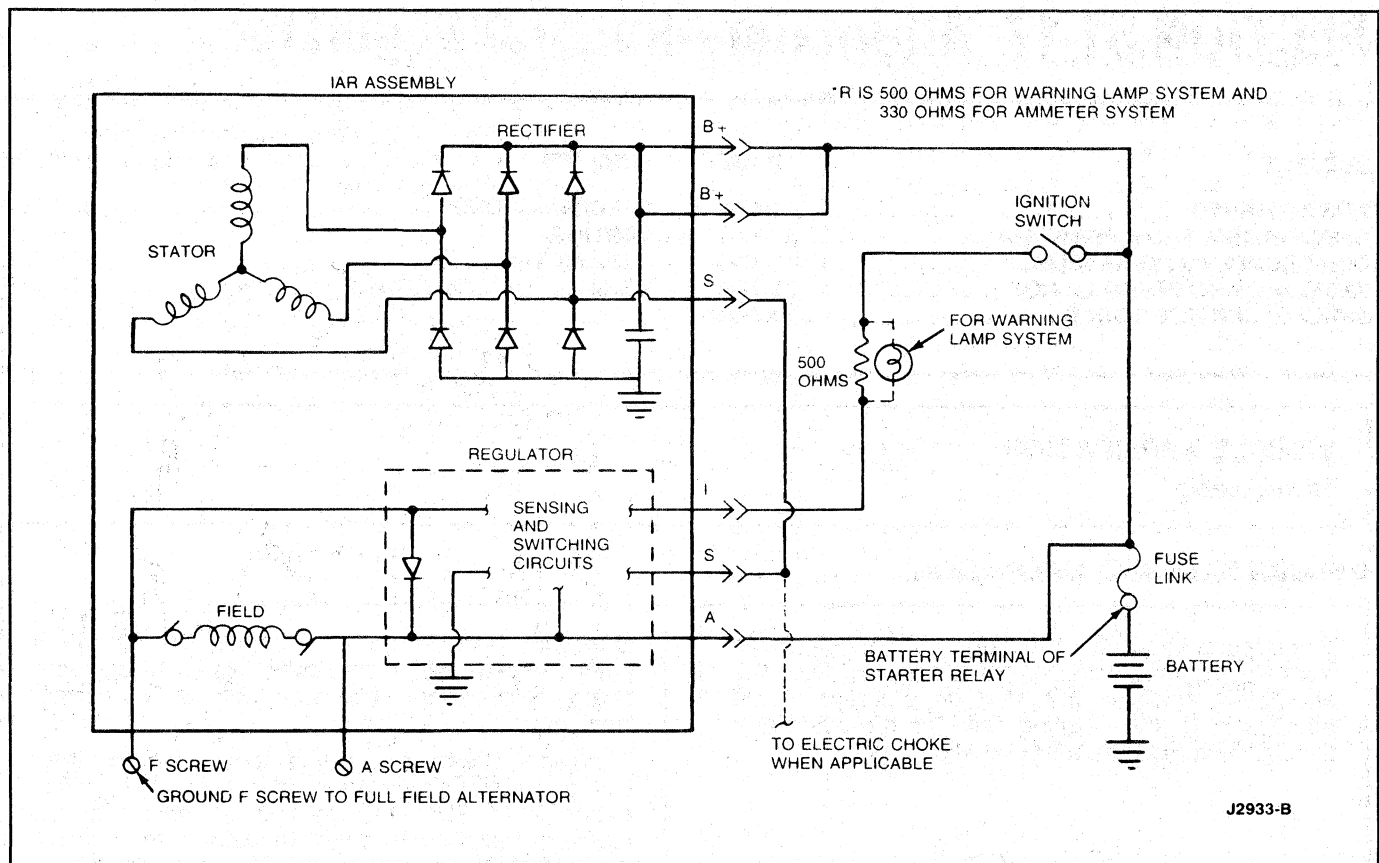 IAR ASSEMBLY
*R IS 500 OHMS FOR WARNING LAMP SYSTEM AND
330 OHMS FOR AMMETER SYSTEM
RECTIFIER
B+
B+
IGNITION
SWITCH
STATOR
S
FOR WARNING
LAMP SYSTEM
500
OHMS
REGULATOR
I
SENSING
AND
SWITCHING
CIRCUITS
S
FUSE
LINK
FIELD
A
BATTERY TERMINAL OF
STARTER RELAY
BATTERY
TO ELECTRIC CHOKE
WHEN APPLICABLE
F SCREW
A SCREW
GROUND F SCREW TO FULL FIELD ALTERNATOR
J2933-B